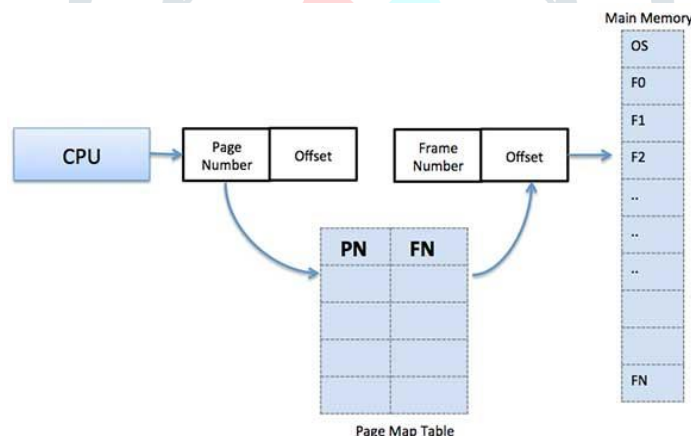 Main Memory
OS
F0
F1
F2
..
..
..
FN
CPU
Page
Number
Offset
Frame
Number
Offset
PN FN
Page Map Table